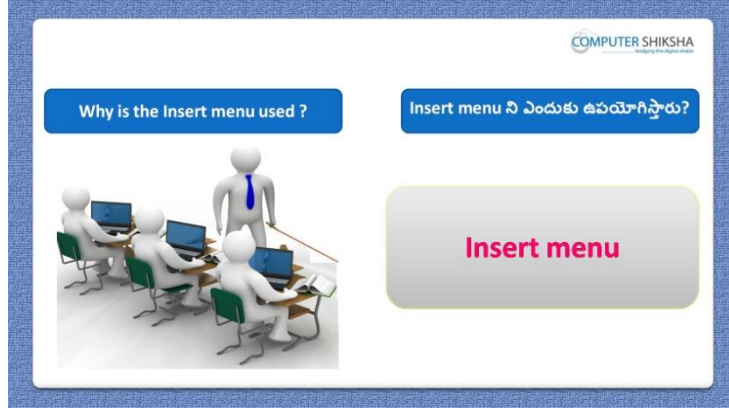 COMPUTER SHIKSHA
bridging the digital divide
Why is the Insert menu used ?
Insert menu ని ఎందుకు ఉపయోగిస్తారు?
Insert menu